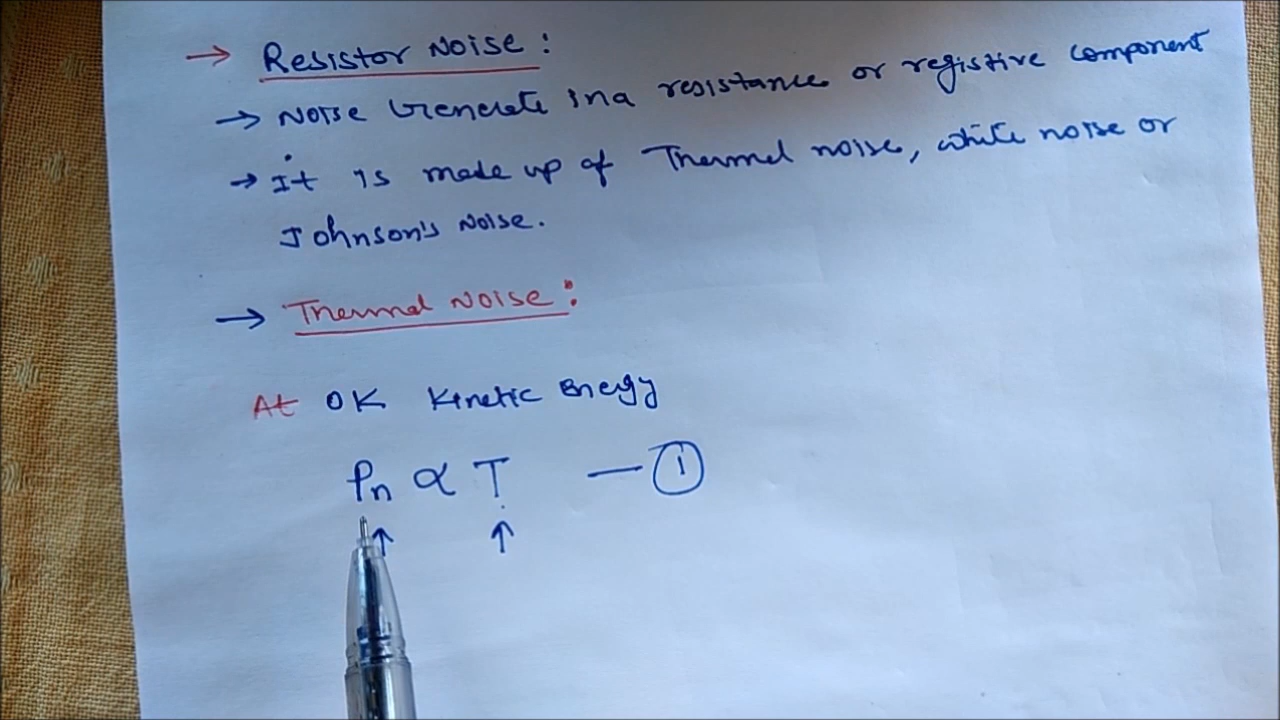 → Resistor Noise :
→ Noise Generate in a resistance or registive component
→ it is made up of Thermal noise, white noise or
Johnson's Noise.
→ Thermal Noise :
At 0K Kinetic Energy
Pn ∝ T — ①
↑ ↑